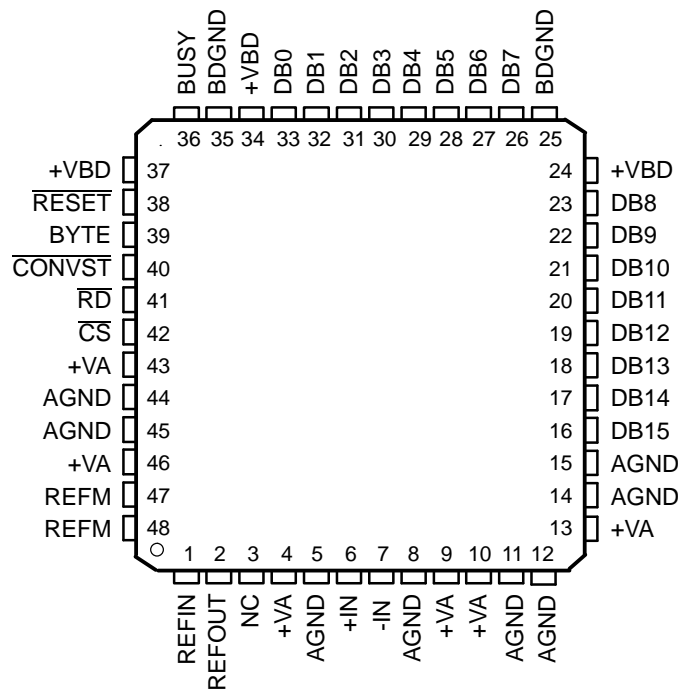 BUSY BDGND +VBD DB0 DB1 DB2 DB3 DB4 DB5 DB6 DB7 BDGND
36 35 34 33 32 31 30 29 28 27 26 25
+VBD 37 24 +VBD
RESET 38 23 DB8
BYTE 39 22 DB9
CONVST 40 21 DB10
RD 41 20 DB11
CS 42 19 DB12
+VA 43 18 DB13
AGND 44 17 DB14
AGND 45 16 DB15
+VA 46 15 AGND
REFM 47 14 AGND
REFM 48 13 +VA
1 2 3 4 5 6 7 8 9 10 11 12
REFIN REFOUT NC +VA AGND +IN -IN AGND +VA +VA AGND AGND